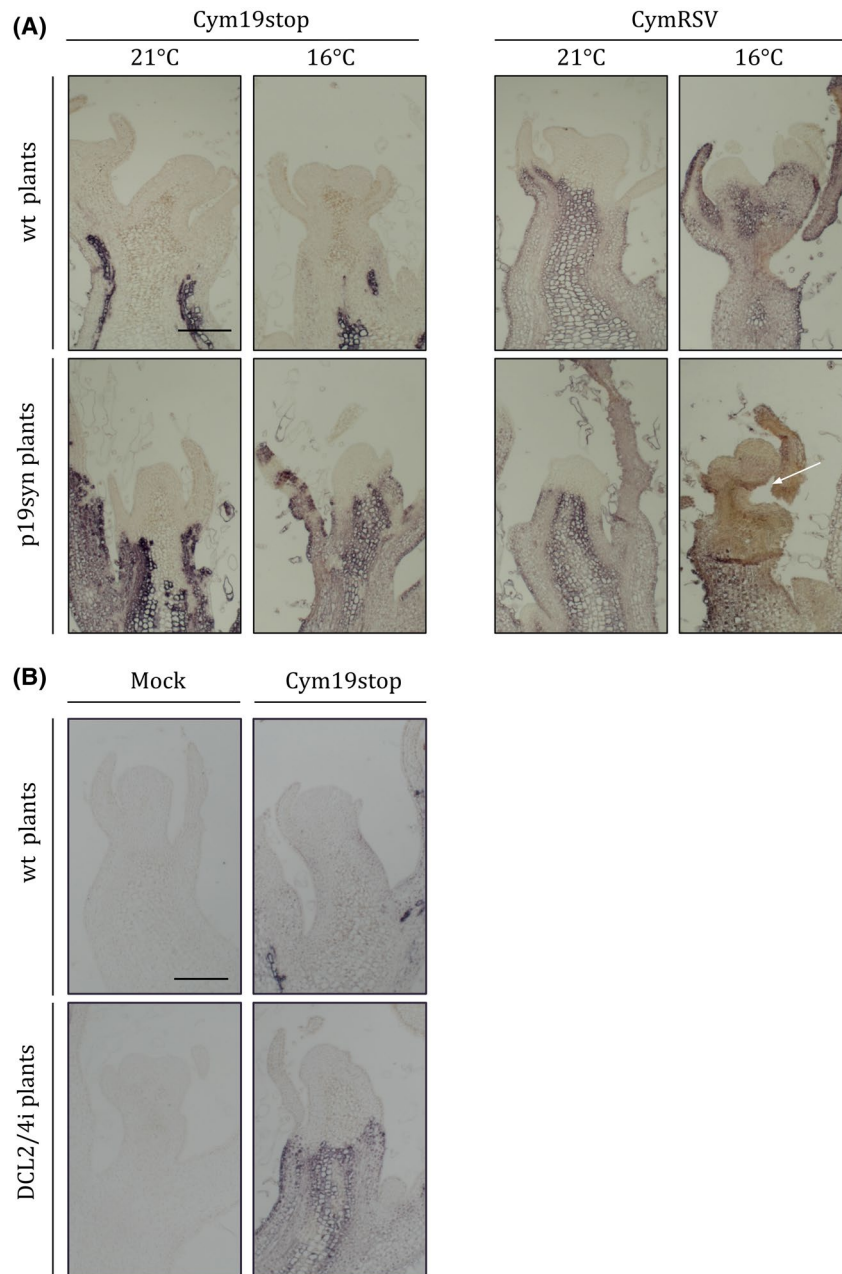 (A)
Cym19stop
CymRSV
21°C
16°C
21°C
16°C
wt plants
p19syn plants
(B)
Mock
Cym19stop
wt plants
DCL2/4i plants